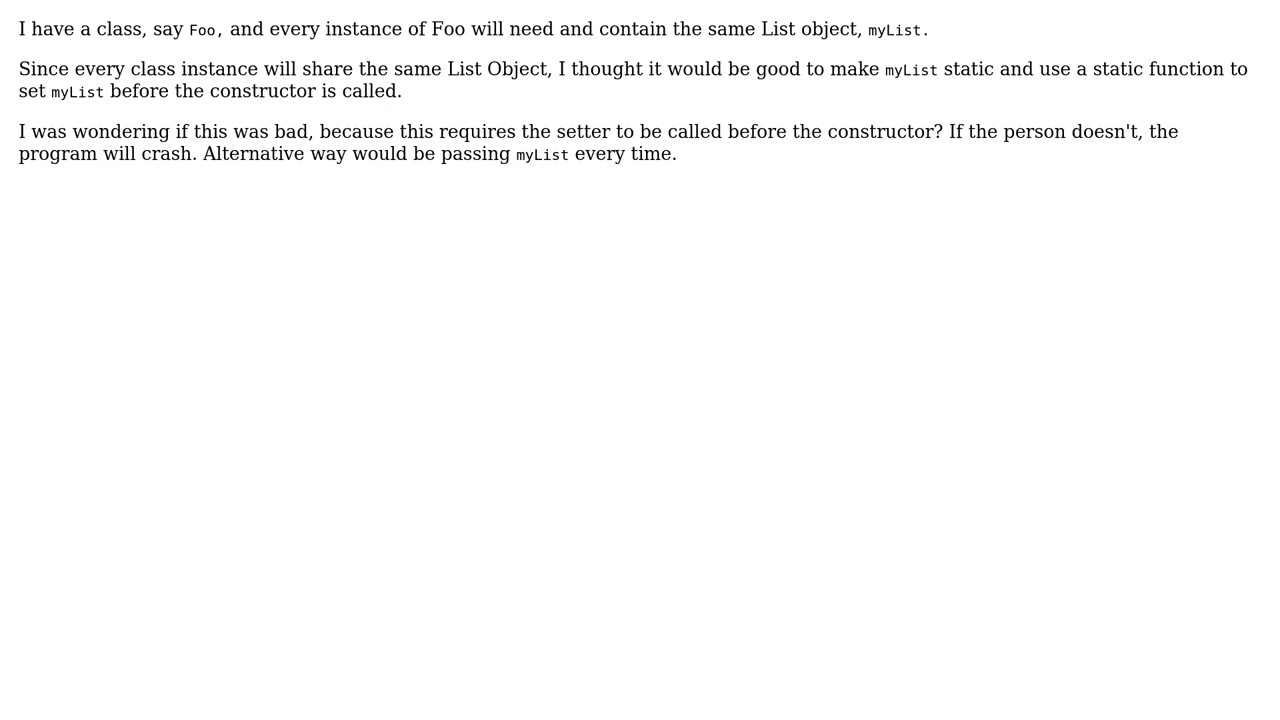 I have a class, say Foo, and every instance of Foo will need and contain the same List object, myList.
Since every class instance will share the same List Object, I thought it would be good to make myList static and use a static function to
set myList before the constructor is called.
I was wondering if this was bad, because this requires the setter to be called before the constructor? If the person doesn't, the
program will crash. Alternative way would be passing myList every time.